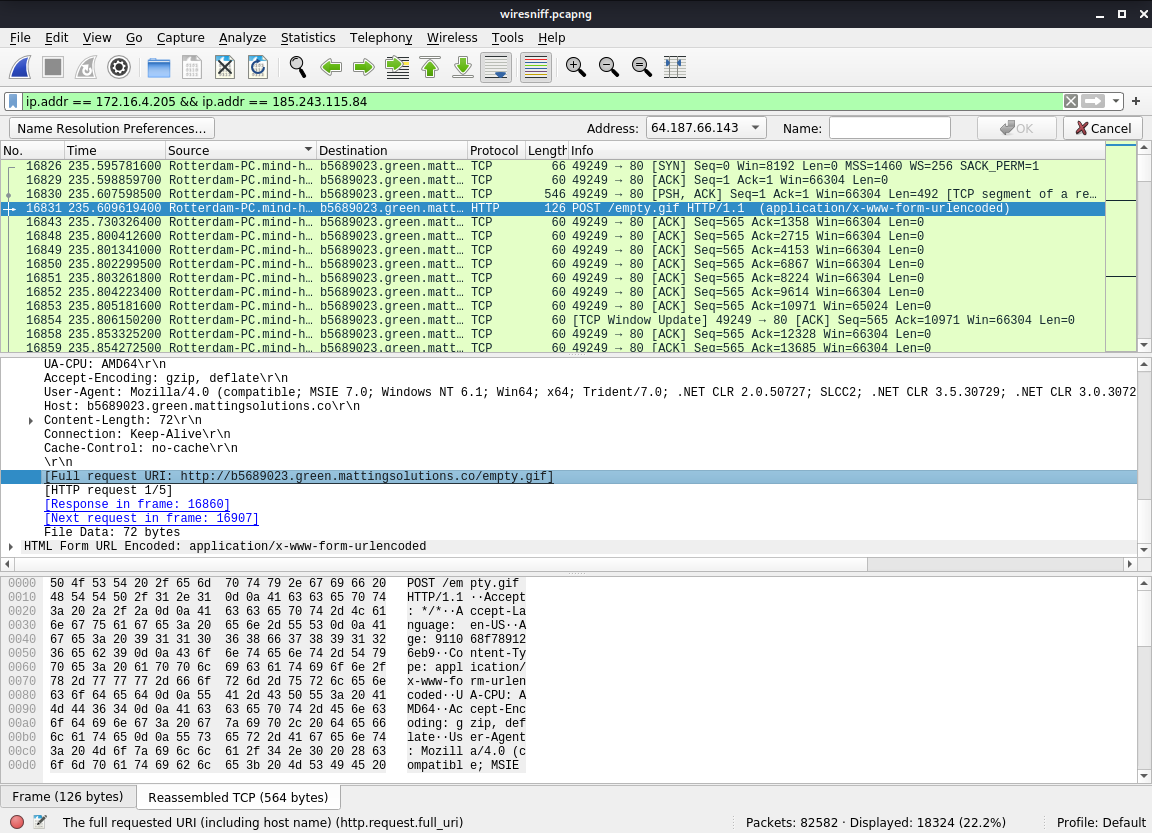 wiresniff.pcapng
File Edit View Go Capture Analyze Statistics Telephony Wireless Tools Help
ip.addr == 172.16.4.205 && ip.addr == 185.243.115.84
Name Resolution Preferences... Address: 64.187.66.143 Name: OK Cancel
No. Time Source Destination Protocol Length Info
16826 235.595781600 Rotterdam-PC.mind-h… b5689023.green.matt… TCP 66 49249 → 80 [SYN] Seq=0 Win=8192 Len=0 MSS=1460 WS=256 SACK_PERM=1
16829 235.598859700 Rotterdam-PC.mind-h… b5689023.green.matt… TCP 60 49249 → 80 [ACK] Seq=1 Ack=1 Win=66304 Len=0
16830 235.607598500 Rotterdam-PC.mind-h… b5689023.green.matt… TCP 546 49249 → 80 [PSH, ACK] Seq=1 Ack=1 Win=66304 Len=492 [TCP segment of a re…
16831 235.609619400 Rotterdam-PC.mind-h… b5689023.green.matt… HTTP 126 POST /empty.gif HTTP/1.1 (application/x-www-form-urlencoded)
16843 235.730326400 Rotterdam-PC.mind-h… b5689023.green.matt… TCP 60 49249 → 80 [ACK] Seq=565 Ack=1358 Win=66304 Len=0
16848 235.800412600 Rotterdam-PC.mind-h… b5689023.green.matt… TCP 60 49249 → 80 [ACK] Seq=565 Ack=2715 Win=66304 Len=0
16849 235.801341000 Rotterdam-PC.mind-h… b5689023.green.matt… TCP 60 49249 → 80 [ACK] Seq=565 Ack=4153 Win=66304 Len=0
16850 235.802299500 Rotterdam-PC.mind-h… b5689023.green.matt… TCP 60 49249 → 80 [ACK] Seq=565 Ack=6867 Win=66304 Len=0
16851 235.803261800 Rotterdam-PC.mind-h… b5689023.green.matt… TCP 60 49249 → 80 [ACK] Seq=565 Ack=8224 Win=66304 Len=0
16852 235.804223400 Rotterdam-PC.mind-h… b5689023.green.matt… TCP 60 49249 → 80 [ACK] Seq=565 Ack=9614 Win=66304 Len=0
16853 235.805181600 Rotterdam-PC.mind-h… b5689023.green.matt… TCP 60 49249 → 80 [ACK] Seq=565 Ack=10971 Win=65024 Len=0
16854 235.806150200 Rotterdam-PC.mind-h… b5689023.green.matt… TCP 60 [TCP Window Update] 49249 → 80 [ACK] Seq=565 Ack=10971 Win=66304 Len=0
16858 235.853325200 Rotterdam-PC.mind-h… b5689023.green.matt… TCP 60 49249 → 80 [ACK] Seq=565 Ack=12328 Win=66304 Len=0
16859 235.854272500 Rotterdam-PC.mind-h… b5689023.green.matt… TCP 60 49249 → 80 [ACK] Seq=565 Ack=13685 Win=66304 Len=0
UA-CPU: AMD64\r\n
Accept-Encoding: gzip, deflate\r\n
User-Agent: Mozilla/4.0 (compatible; MSIE 7.0; Windows NT 6.1; Win64; x64; Trident/7.0; .NET CLR 2.0.50727; SLCC2; .NET CLR 3.5.30729; .NET CLR 3.0.3072
Host: b5689023.green.mattingsolutions.co\r\n
Content-Length: 72\r\n
Connection: Keep-Alive\r\n
Cache-Control: no-cache\r\n
\r\n
[Full request URI: http://b5689023.green.mattingsolutions.co/empty.gif]
[HTTP request 1/5]
[Response in frame: 16860]
[Next request in frame: 16907]
File Data: 72 bytes
HTML Form URL Encoded: application/x-www-form-urlencoded
0000 50 4f 53 54 20 2f 65 6d 70 74 79 2e 67 69 66 20 POST /em pty.gif
0010 48 54 54 50 2f 31 2e 31 0d 0a 41 63 63 65 70 74 HTTP/1.1 ··Accept
0020 3a 20 2a 2f 2a 0d 0a 41 63 63 65 70 74 2d 4c 61 : */*··A ccept-La
0030 6e 67 75 61 67 65 3a 20 65 6e 2d 55 53 0d 0a 41 nguage: en-US··A
0040 67 65 3a 20 39 31 31 30 36 38 66 37 38 39 31 32 ge: 9110 68f78912
0050 36 65 62 39 0d 0a 43 6f 6e 74 65 6e 74 2d 54 79 6eb9··Co ntent-Ty
0060 70 65 3a 20 61 70 70 6c 69 63 61 74 69 6f 6e 2f pe: appl ication/
0070 78 2d 77 77 77 2d 66 6f 72 6d 2d 75 72 6c 65 6e x-www-fo rm-urlen
0080 63 6f 64 65 64 0d 0a 55 41 2d 43 50 55 3a 20 41 coded··U A-CPU: A
0090 4d 44 36 34 0d 0a 41 63 63 65 70 74 2d 45 6e 63 MD64··Ac cept-Enc
00a0 6f 64 69 6e 67 3a 20 67 7a 69 70 2c 20 64 65 66 oding: g zip, def
00b0 6c 61 74 65 0d 0a 55 73 65 72 2d 41 67 65 6e 74 late··Us er-Agent
00c0 3a 20 4d 6f 7a 69 6c 6c 61 2f 34 2e 30 20 28 63 : Mozill a/4.0 (c
00d0 6f 6d 70 61 74 69 62 6c 65 3b 20 4d 53 49 45 20 ompatibl e; MSIE
Frame (126 bytes) Reassembled TCP (564 bytes)
The full requested URI (including host name) (http.request.full_uri) Packets: 82582 · Displayed: 18324 (22.2%) Profile: Default